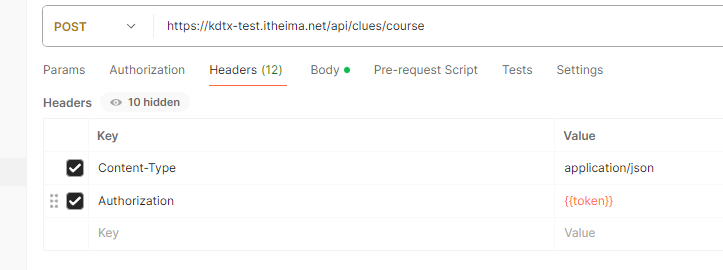 POST https://kdtx-test.itheima.net/api/clues/course
Params Authorization Headers (12) Body Pre-request Script Tests Settings
Headers 10 hidden
Key Value
Content-Type application/json
Authorization {{token}}
Key Value